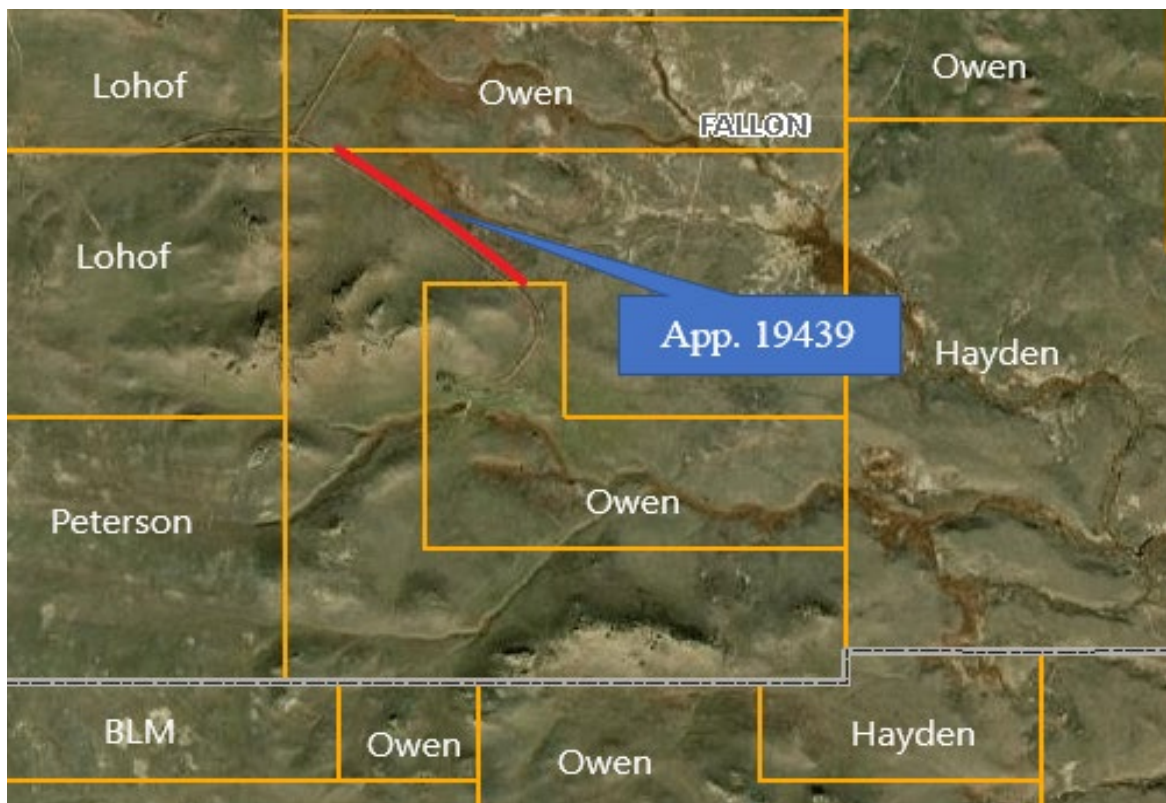 Lohof
Owen
Owen
FALLON
Lohof
App. 19439
Hayden
Peterson
Owen
BLM
Owen
Owen
Hayden